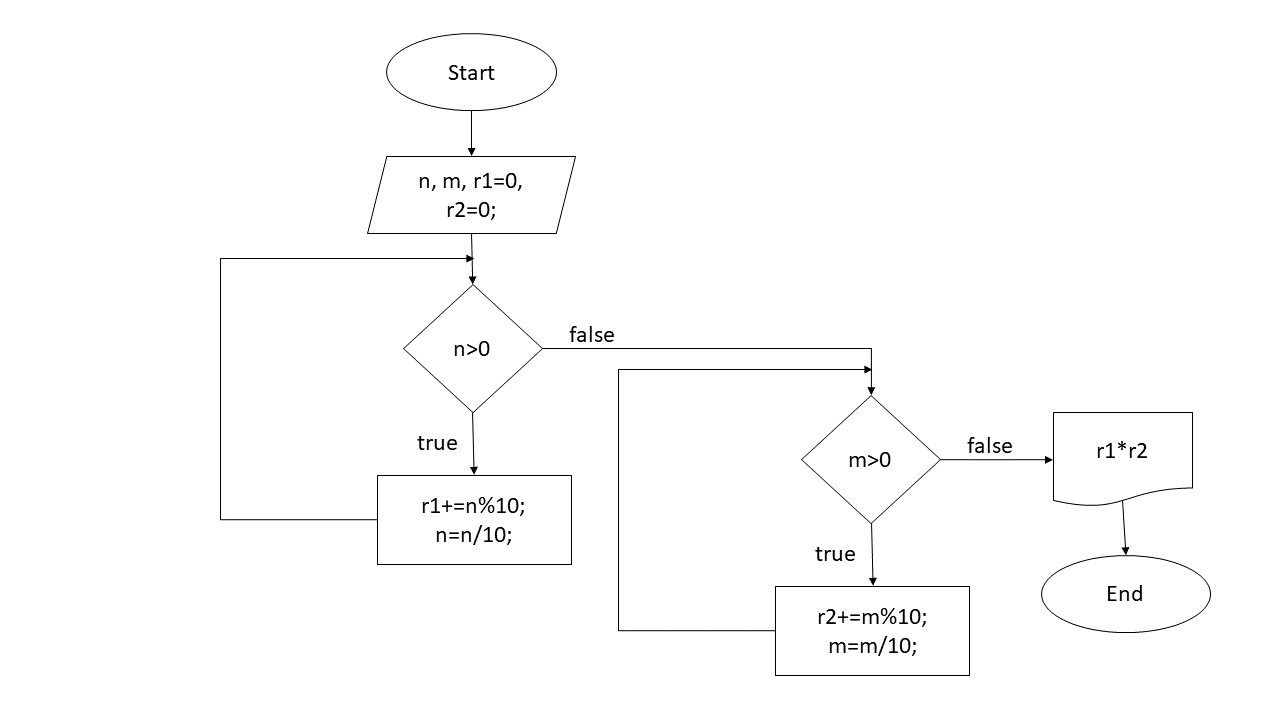 Start
n, m, r1=0,
r2=0;
n>0
false
true
r1+=n%10;
n=n/10;
m>0
false
r1*r2
true
r2+=m%10;
m=m/10;
End